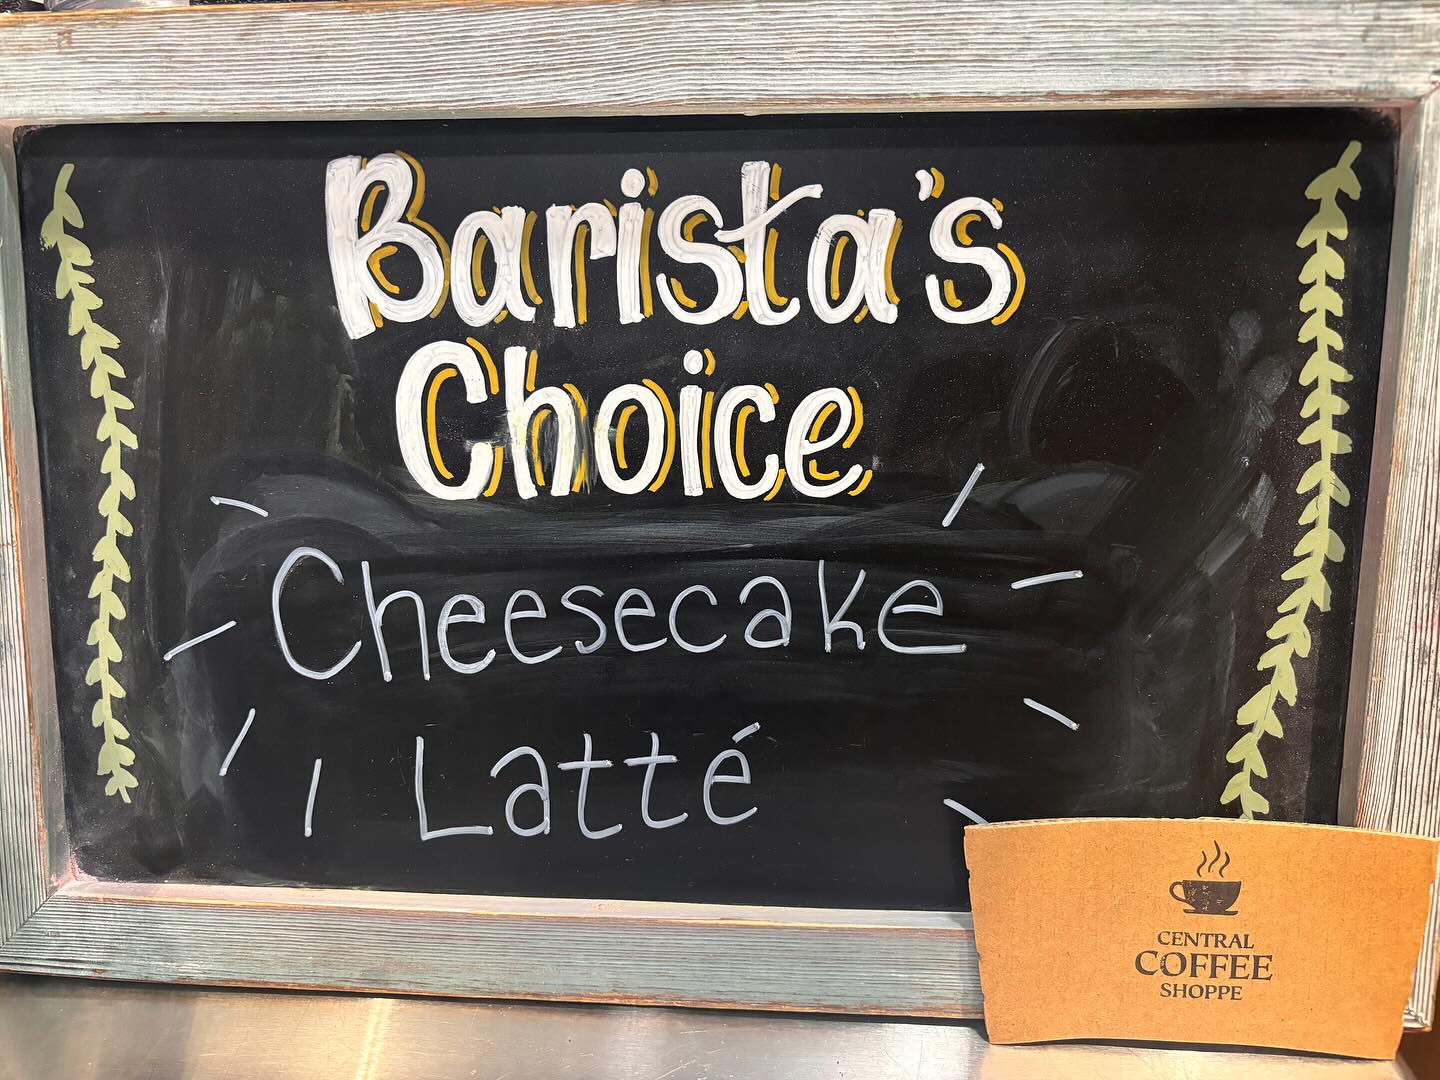 Barista's
Choice
Cheesecake
Latté
CENTRAL
COFFEE
SHOPPE